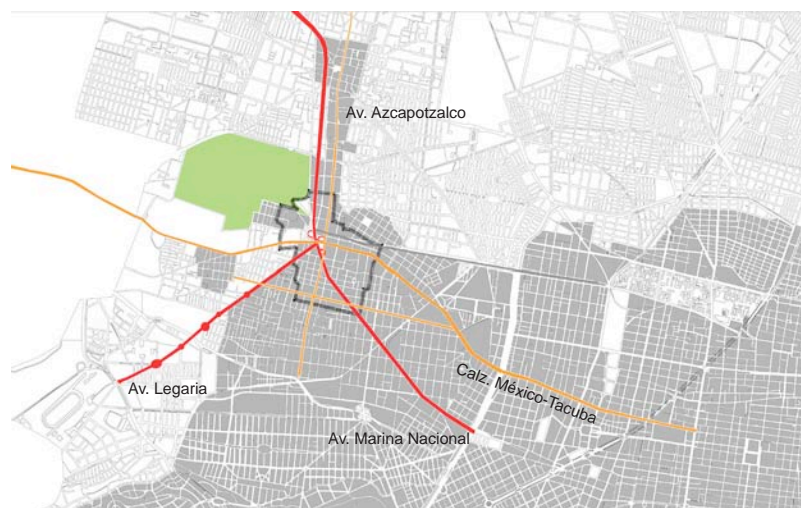 Av. Azcapotzalco
Av. Legaria
Calz. México-Tacuba
Av. Marina Nacional